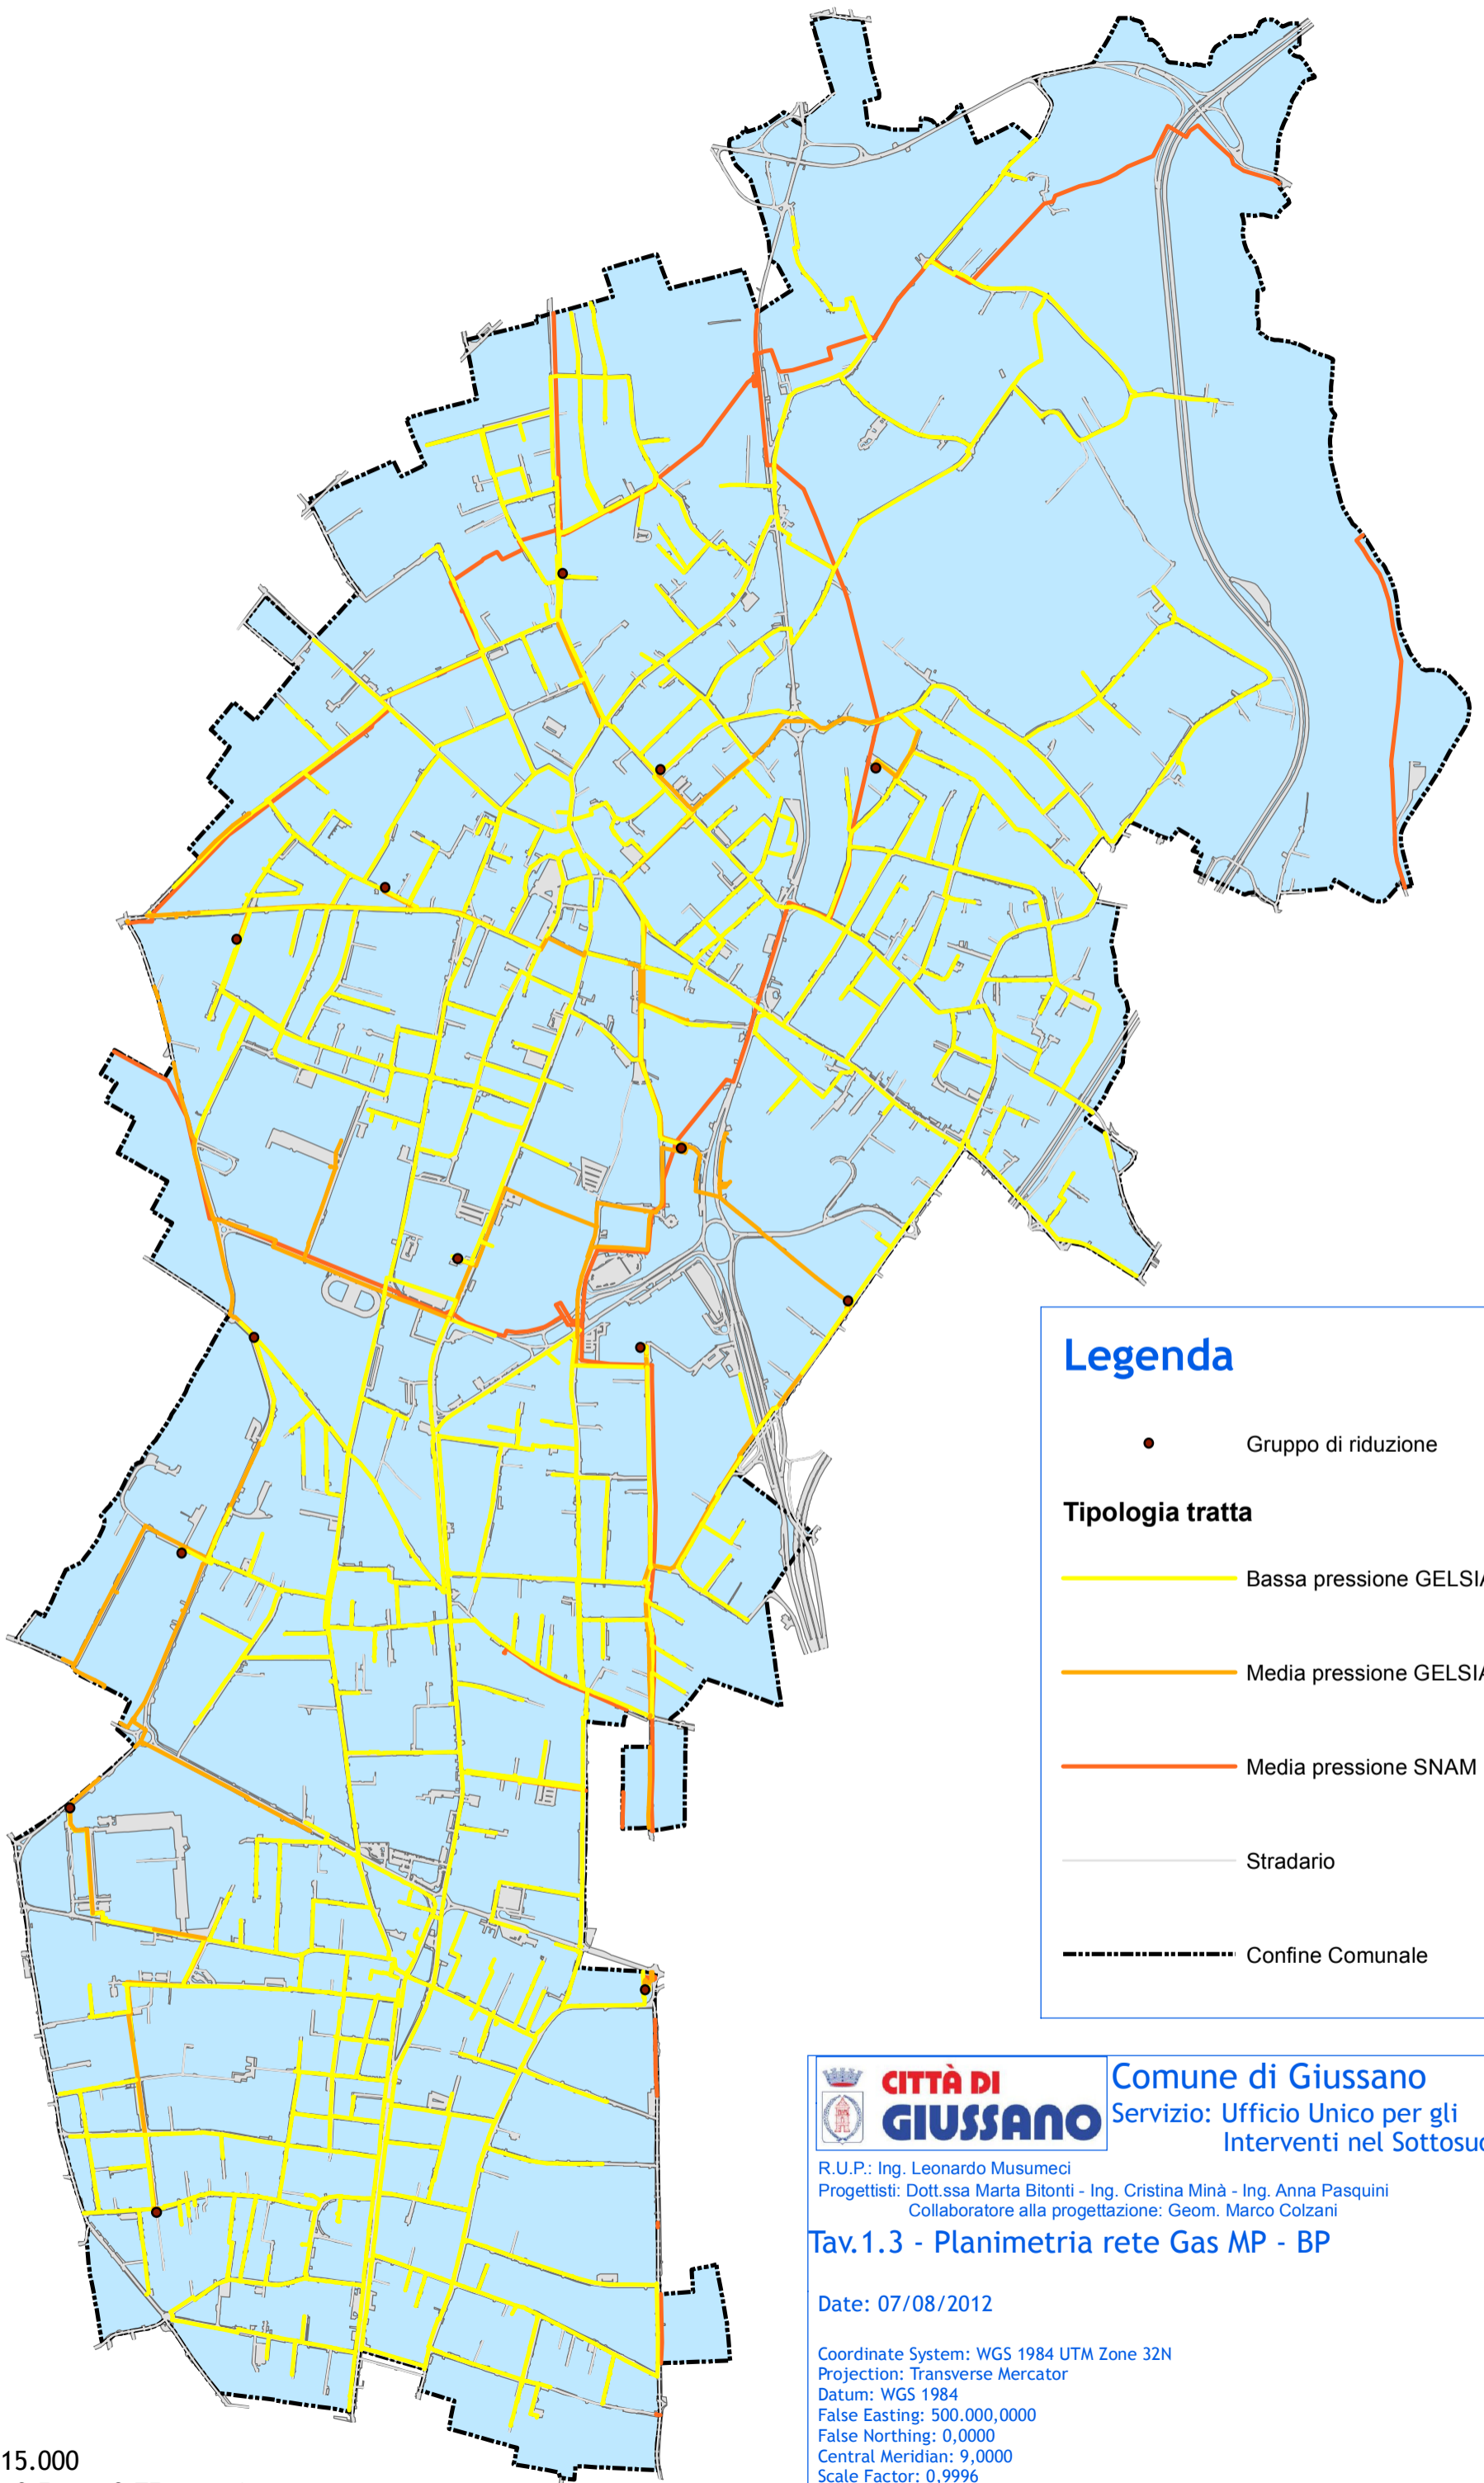 Legenda
Gruppo di riduzione
Tipologia tratta
Bassa pressione GELSIA
Media pressione GELSIA
Media pressione SNAM
Stradario
Confine Comunale
CITTÀ DI
GIUSSANO
Comune di Giussano
Servizio: Ufficio Unico per gli
Interventi nel
R.U.P.: Ing. Leonardo Musumeci
Progettisti: Dott.ssa Marta Bitonti - Ing. Cristina Minà - Ing. Anna Pasquini
Collaboratore alla progettazione: Geom. Marco Colzani
Tav.1.3 - Planimetria rete Gas MP - BP
Date: 07/08/2012
Coordinate System: WGS 1984 UTM Zone 32N
Projection: Transverse Mercator
Datum: WGS 1984
False Easting: 500.000,0000
False Northing: 0,0000
Central Meridian: 9,0000
Scale Factor: 0,9996
15.000